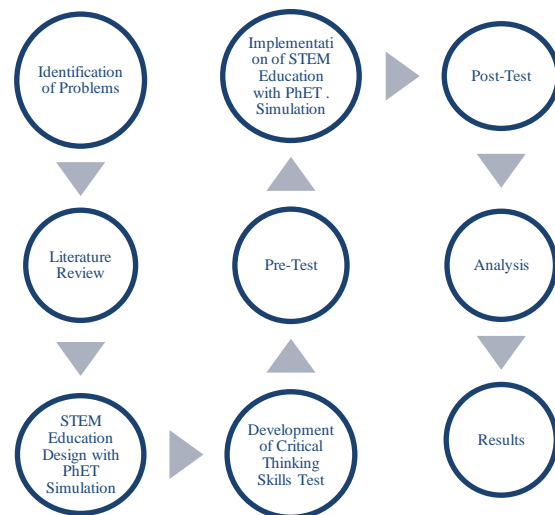 Identification
of Problems
Literature
Review
STEM
Education
Design with
PhET
Simulation
Development
of Critical
Thinking
Skills Test
Pre-Test
Implementati
on of STEM
Education
with PhET .
Simulation
Post-Test
Analysis
Results